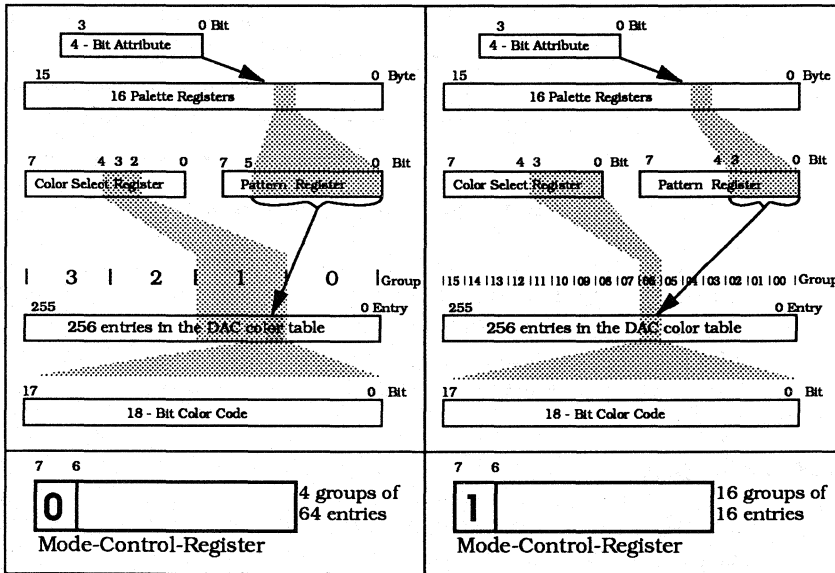 3 0 Bit
4 - Bit Attribute
15 0 Byte
16 Palette Registers
7 4 3 2 0 7 5 0 Bit
Color Select Register Pattern Register
3 2 1 0 Group
255 0 Entry
256 entries in the DAC color table
17 0 Bit
18 - Bit Color Code
7 6
0
4 groups of
64 entries
Mode-Control-Register
3 0 Bit
4 - Bit Attribute
15 0 Byte
16 Palette Registers
7 4 3 0 Bit 7 4 3 0 Bit
Color Select Register Pattern Register
15 14 13 12 11 10 09 08 07 06 05 04 03 02 01 00 Group
255 0 Entry
256 entries in the DAC color table
17 0 Bit
18 - Bit Color Code
7 6
1
16 groups of
16 entries
Mode-Control-Register